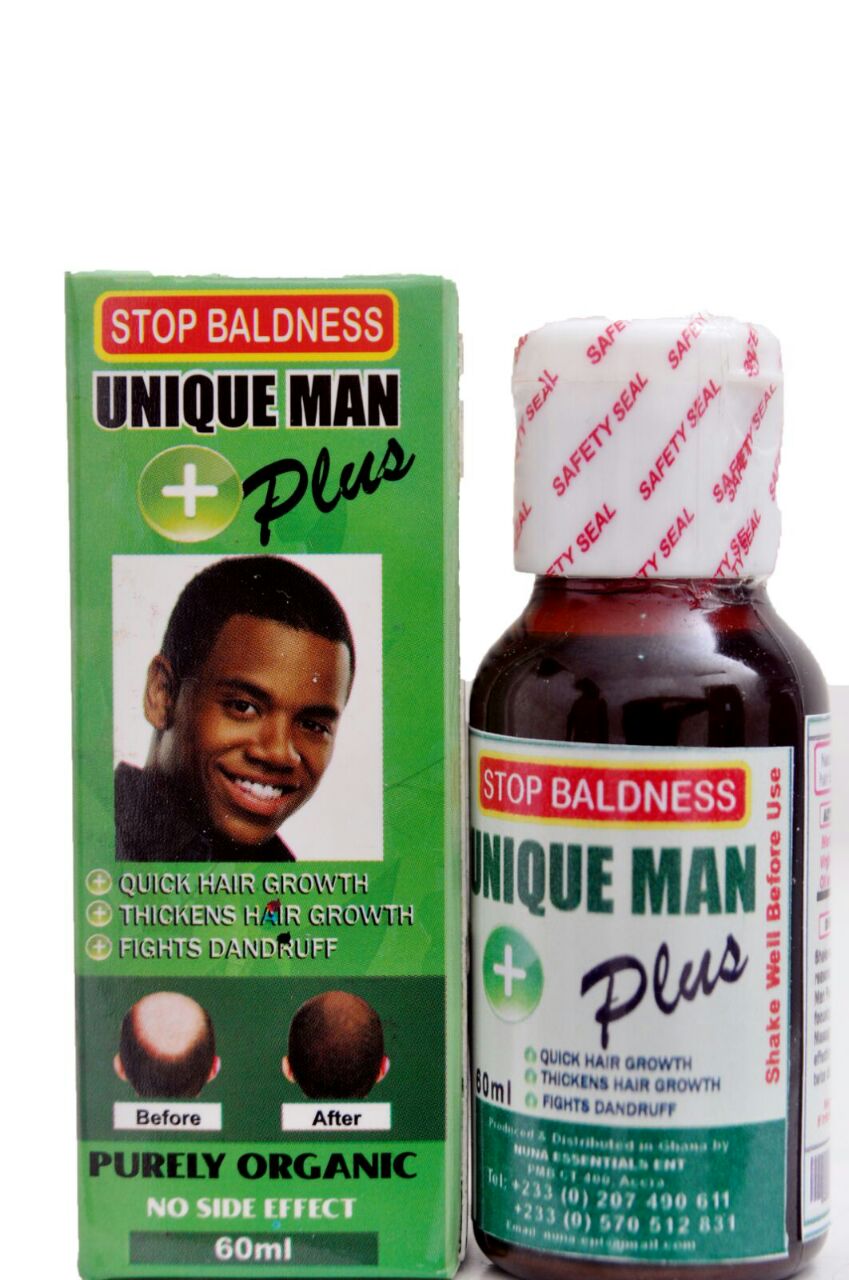 STOP BALDNESS
UNIQUE MAN
Plus
QUICK HAIR GROWTH
THICKENS HAIR GROWTH
FIGHTS DANDRUFF
Before
After
PURELY ORGANIC
NO SIDE EFFECT
60ml
SAFETY SEAL
SAFETY SEAL
SAFETY SEAL
STOP BALDNESS
UNIQUE MAN
Plus
QUICK HAIR GROWTH
THICKENS HAIR GROWTH
FIGHTS DANDRUFF
60ml
Shake Well Before Use
Produced & Distributed in Ghana by
NUNA ESSENTIALS ENT
PMB CT 400, Accra
Tel: +233 (0) 207 490 611
+233 (0) 570 512 831